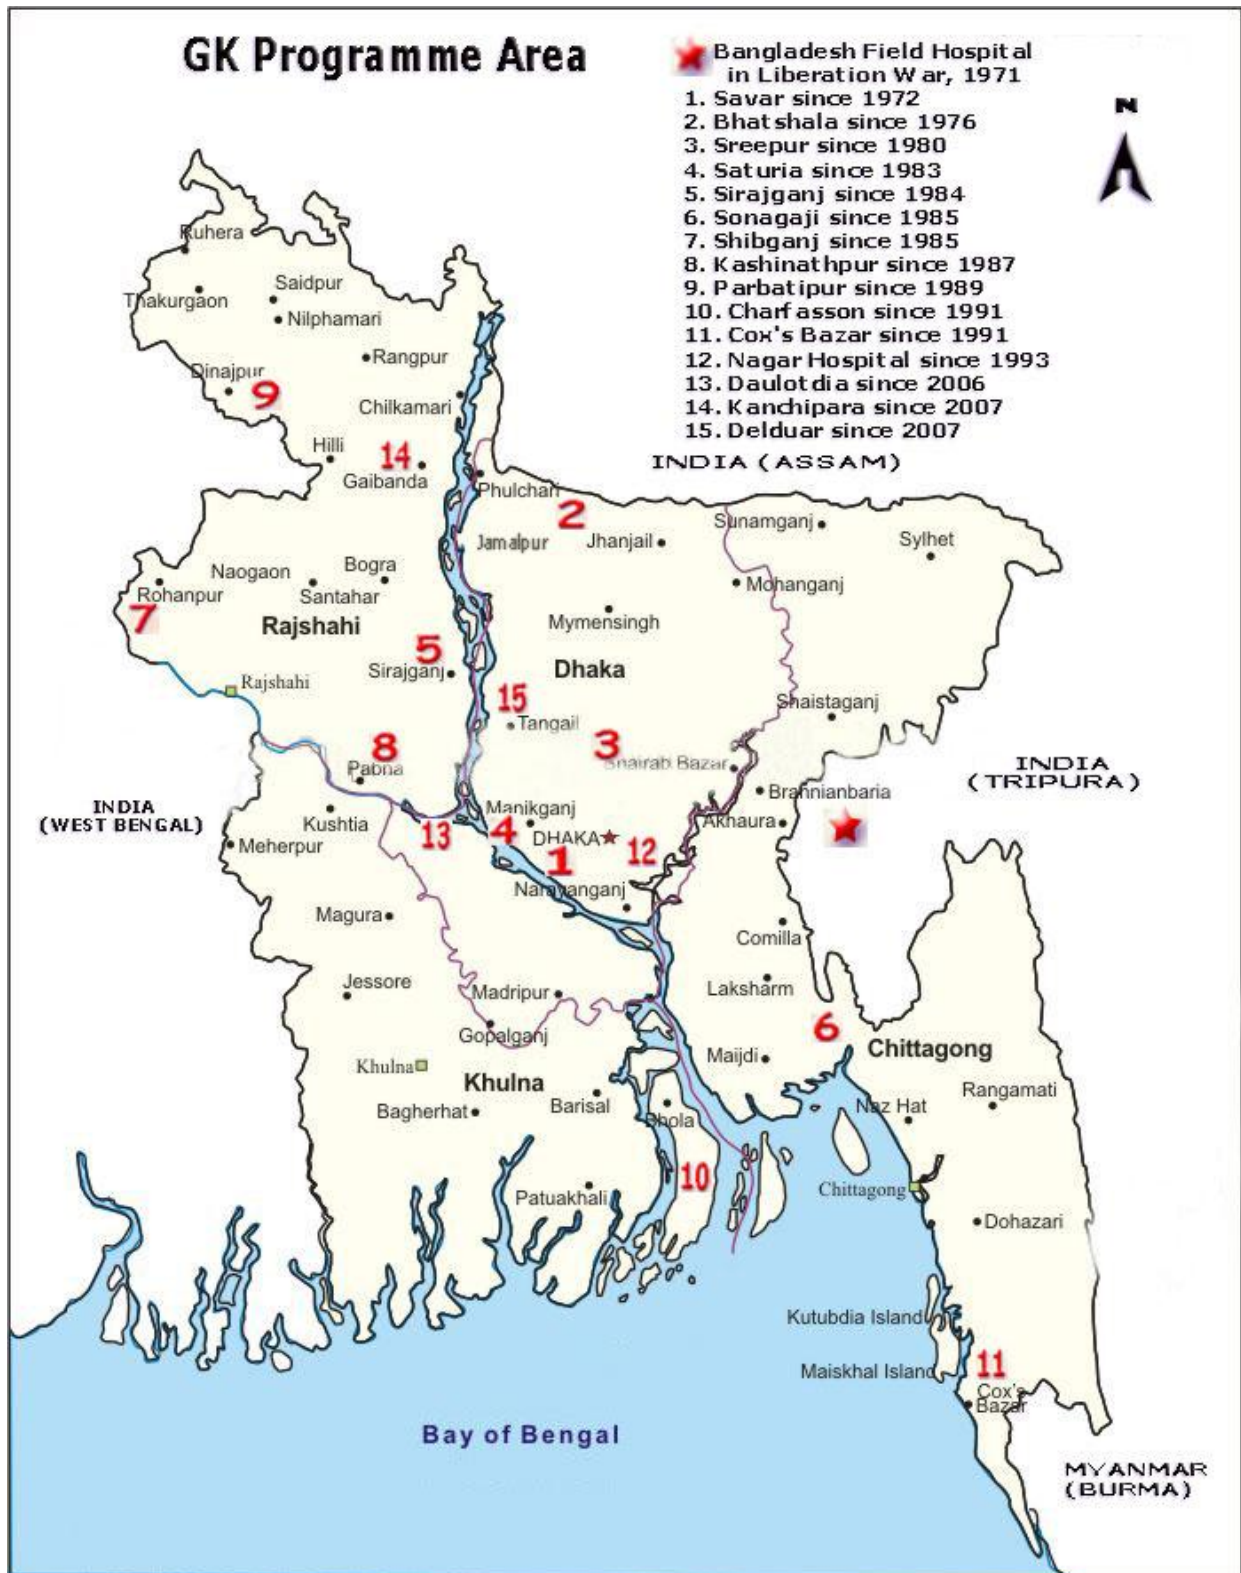 GK Programme Area
Bangladesh Field Hospital
in Liberation War, 1971
1. Savar since 1972
2. Bhatshala since 1976
3. Sreepur since 1980
4. Saturia since 1983
5. Sirajganj since 1984
6. Sonagaji since 1985
7. Shibganj since 1985
8. Kashinathpur since 1987
9. Parbatipur since 1989
10. Charfasson since 1991
11. Cox's Bazar since 1991
12. Nagar Hospital since 1993
13. Daulotdia since 2006
14. Kanchipara since 2007
15. Delduar since 2007
N
INDIA (ASSAM)
Ruhera
Thakurgaon
Saidpur
Nilphamari
Rangpur
Dinajpur
9
Chilkamari
Hilli
14
Gaibanda
Phulchari
2
Jamalpur
Jhanjail
Sunamganj
Sylhet
Mohanganj
Naogaon
Bogra
Rohanpur
Santahar
7
Rajshahi
Mymensingh
5
Sirajganj
Dhaka
Rajshahi
15
Tangail
Shaistaganj
8
Pabna
3
Bhairab Bazar
INDIA
(TRIPURA)
INDIA
(WEST BENGAL)
Kushtia
Meherpur
13
Manikganj
4
DHAKA
12
1
Narayanganj
Brahnianbaria
Akhaura
Magura
Comilla
Jessore
Madripur
Laksharm
Gopalganj
6
Maijdi
Chittagong
Khulna
Khulna
Bagherhat
Barisal
Bhola
Naz Hat
Rangamati
10
Patuakhali
Chittagong
Dohazari
Kutubdia Island
Maiskhal Island
11
Cox's
Bazar
Bay of Bengal
MYANMAR
(BURMA)